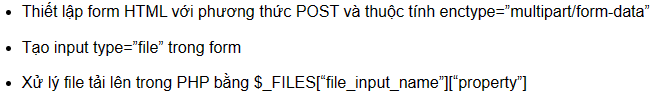 Thiết lập form HTML với phương thức POST và thuộc tính enctype=”multipart/form-data”
Tạo input type=”file” trong form
Xử lý file tải lên trong PHP bằng $_FILES[“file_input_name”][“property”]